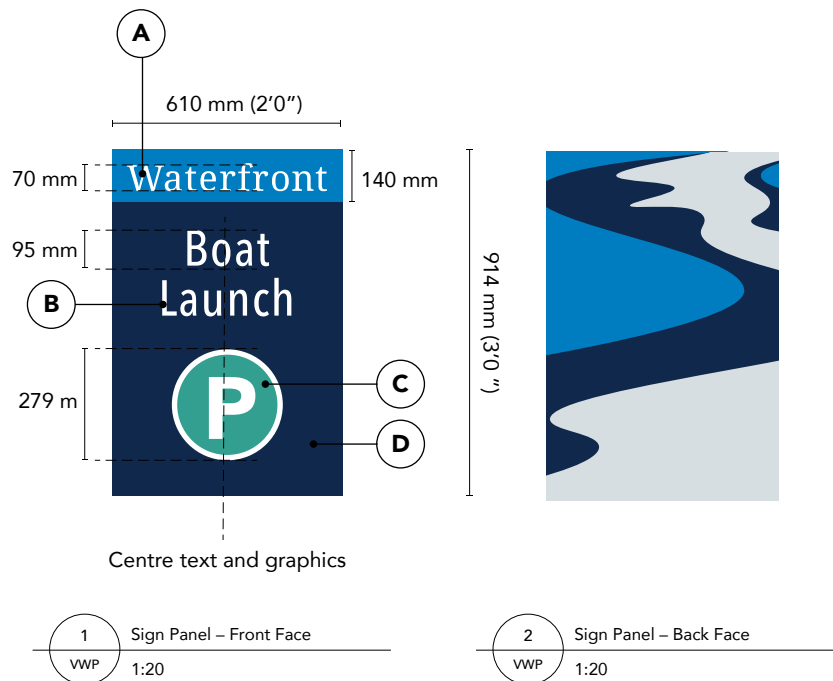 A
610 mm (2'0”)
70 mm
Waterfront
140 mm
95 mm
Boat
Launch
B
279 m
P
C
D
914 mm (3'0 ”)
Centre text and graphics
1
VWP
Sign Panel – Front Face
1:20
2
VWP
Sign Panel – Back Face
1:20